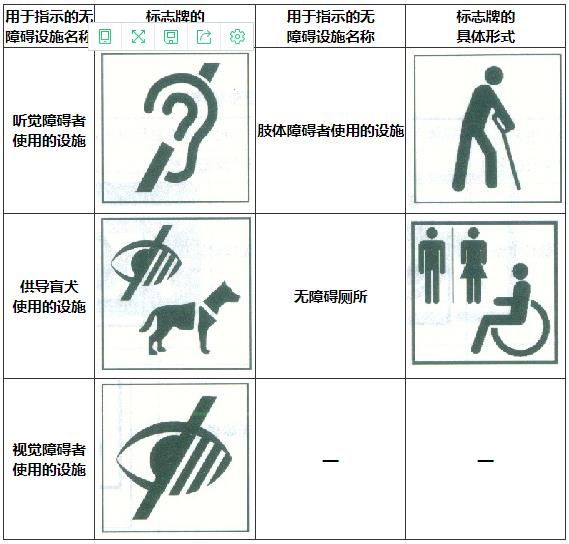 用于指示的无
障碍设施名称
标志牌的
用于指示的无
障碍设施名称
标志牌的
具体形式
听觉障碍者
使用的设施
肢体障碍者使用的设施
供导盲犬
使用的设施
无障碍厕所
视觉障碍者
使用的设施
—
—